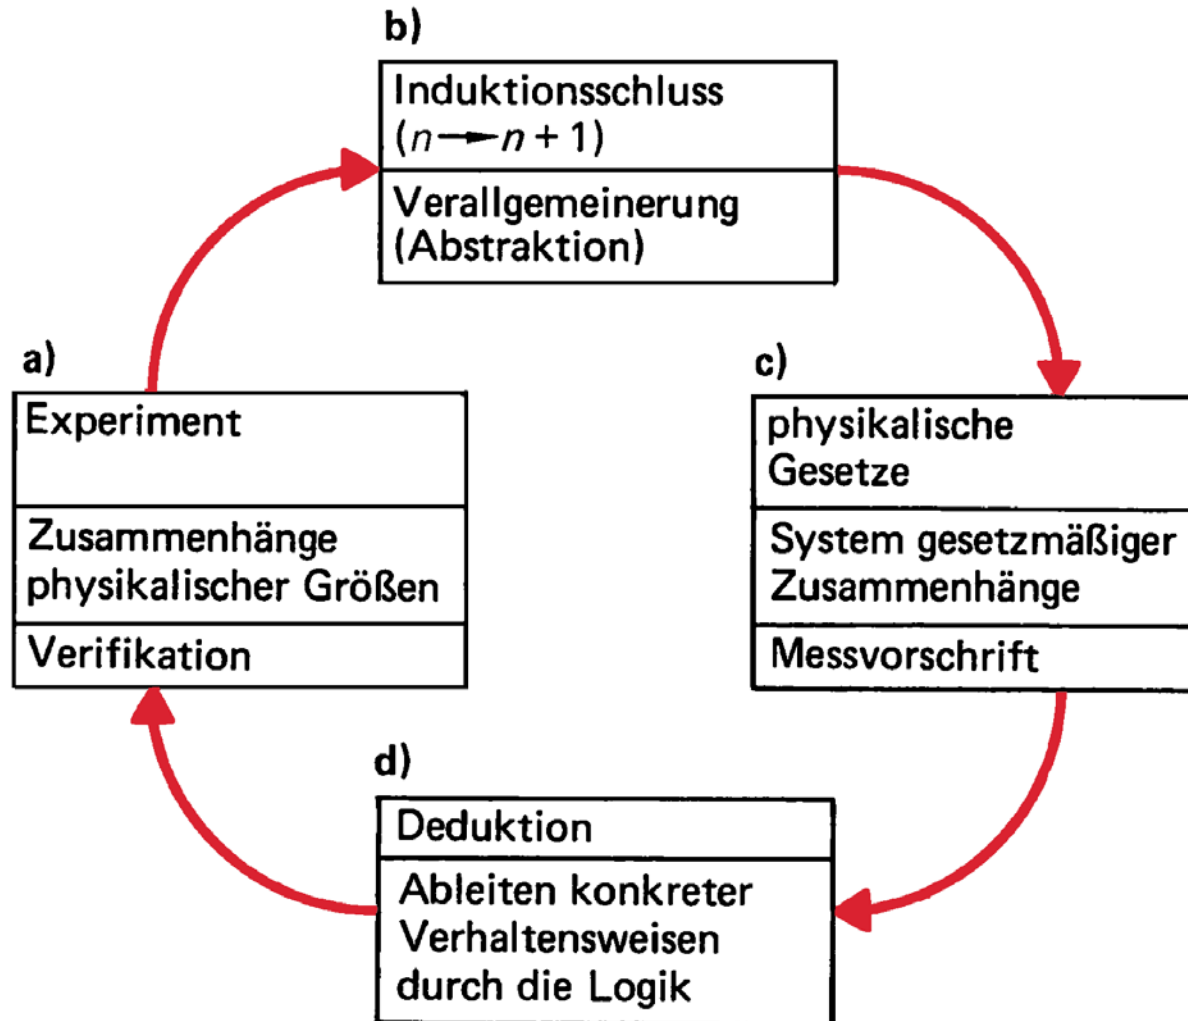 b)
Induktionsschluss
(n→n + 1)
Verallgemeinerung
(Abstraktion)
a)
Experiment
Zusammenhänge
physikalischer Größen
Verifikation
c)
physikalische
Gesetze
System gesetzmäßiger
Zusammenhänge
Messvorschrift
d)
Deduktion
Ableiten konkreter
Verhaltensweisen
durch die Logik